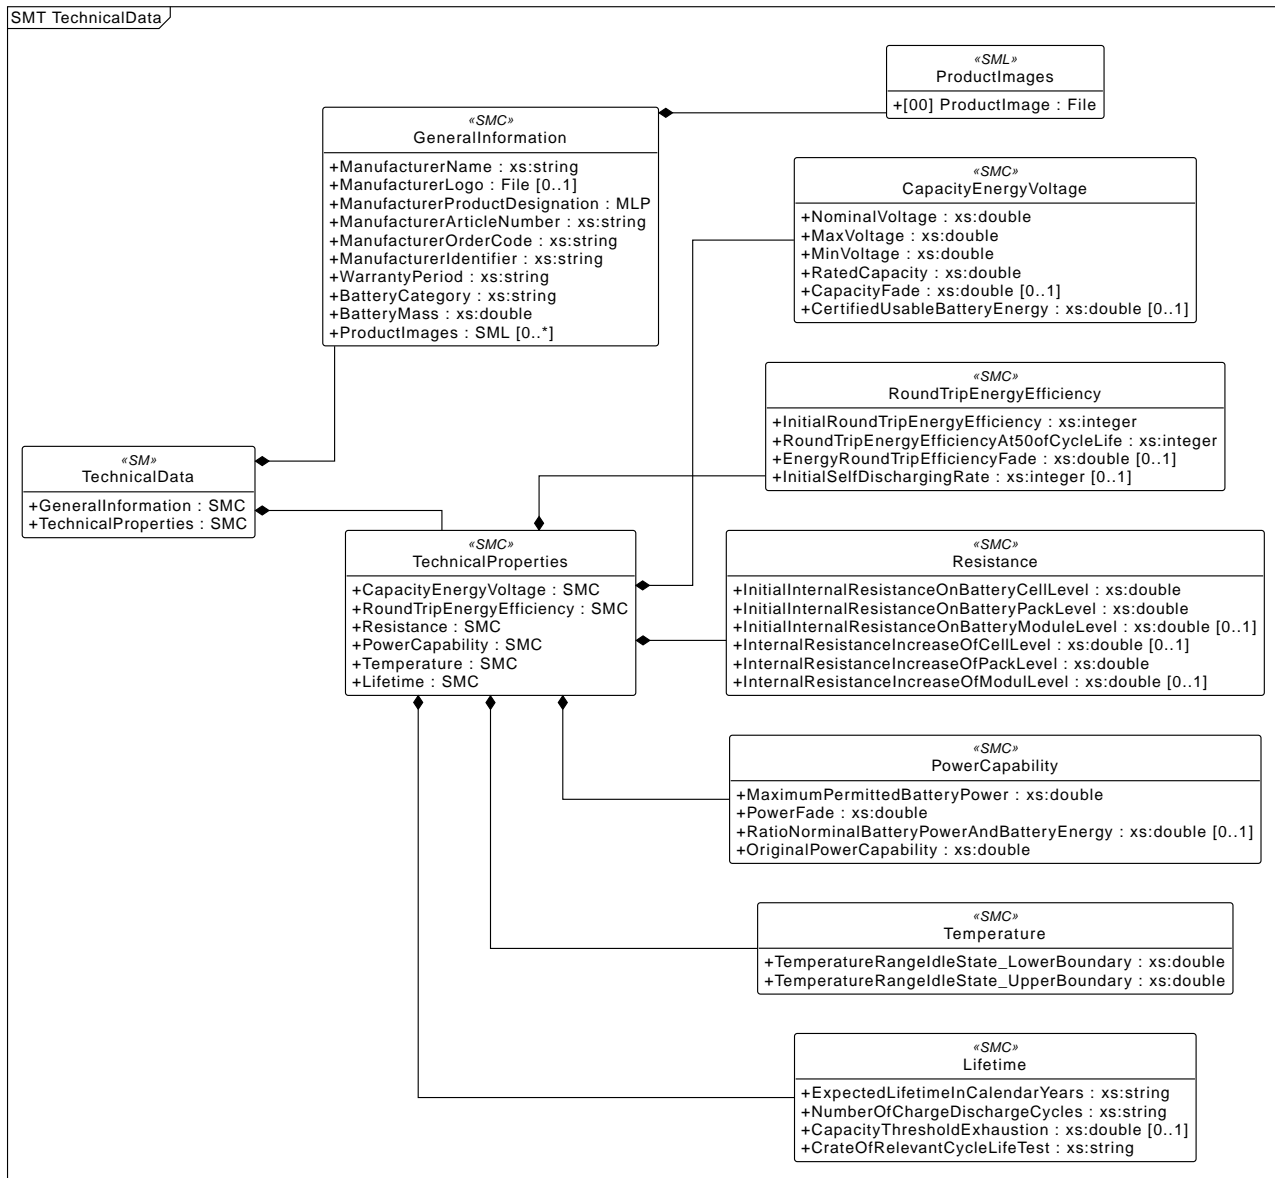 SMT TechnicalData
«SML»
ProductImages
+[00] ProductImage : File
«SMC»
GeneralInformation
+ManufacturerName : xs:string
+ManufacturerLogo : File [0..1]
+ManufacturerProductDesignation : MLP
+ManufacturerArticleNumber : xs:string
+ManufacturerOrderCode : xs:string
+ManufacturerIdentifier : xs:string
+WarrantyPeriod : xs:string
+BatteryCategory : xs:string
+BatteryMass : xs:double
+ProductImages : SML [0..*]
«SMC»
CapacityEnergyVoltage
+NominalVoltage : xs:double
+MaxVoltage : xs:double
+MinVoltage : xs:double
+RatedCapacity : xs:double
+CapacityFade : xs:double [0..1]
+CertifiedUsableBatteryEnergy : xs:double [0..1]
«SMC»
RoundTripEnergyEfficiency
+InitialRoundTripEnergyEfficiency : xs:integer
+RoundTripEnergyEfficiencyAt50ofCycleLife : xs:integer
+EnergyRoundTripEfficiencyFade : xs:double [0..1]
+InitialSelfDischargingRate : xs:integer [0..1]
«SM»
TechnicalData
+GeneralInformation : SMC
+TechnicalProperties : SMC
«SMC»
TechnicalProperties
+CapacityEnergyVoltage : SMC
+RoundTripEnergyEfficiency : SMC
+Resistance : SMC
+PowerCapability : SMC
+Temperature : SMC
+Lifetime : SMC
«SMC»
Resistance
+InitialInternalResistanceOnBatteryCellLevel : xs:double
+InitialInternalResistanceOnBatteryPackLevel : xs:double
+InitialInternalResistanceOnBatteryModuleLevel : xs:double [0..1]
+InternalResistanceIncreaseOfCellLevel : xs:double [0..1]
+InternalResistanceIncreaseOfPackLevel : xs:double
+InternalResistanceIncreaseOfModulLevel : xs:double [0..1]
«SMC»
PowerCapability
+MaximumPermittedBatteryPower : xs:double
+PowerFade : xs:double
+RatioNorminalBatteryPowerAndBatteryEnergy : xs:double [0..1]
+OriginalPowerCapability : xs:double
«SMC»
Temperature
+TemperatureRangeIdleState_LowerBoundary : xs:double
+TemperatureRangeIdleState_UpperBoundary : xs:double
«SMC»
Lifetime
+ExpectedLifetimeInCalendarYears : xs:string
+NumberOfChargeDischargeCycles : xs:string
+CapacityThresholdExhaustion : xs:double [0..1]
+CrateOfRelevantCycleLifeTest : xs:string